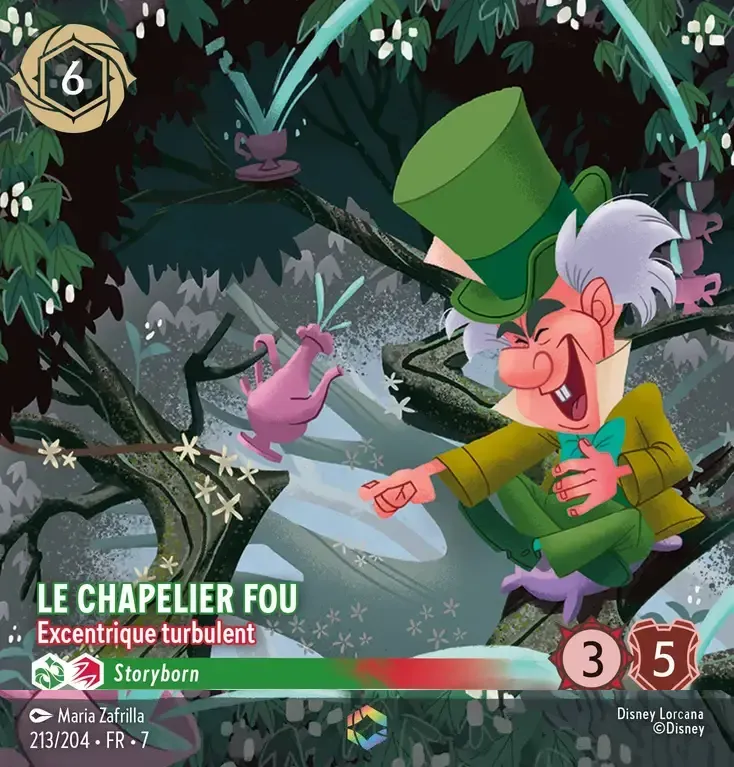 6
LE CHAPELIER FOU
Excentrique turbulent
Storyborn
3
5
Maria Zafrilla
Disney Lorcana
213/204 • FR • 7
©Disney